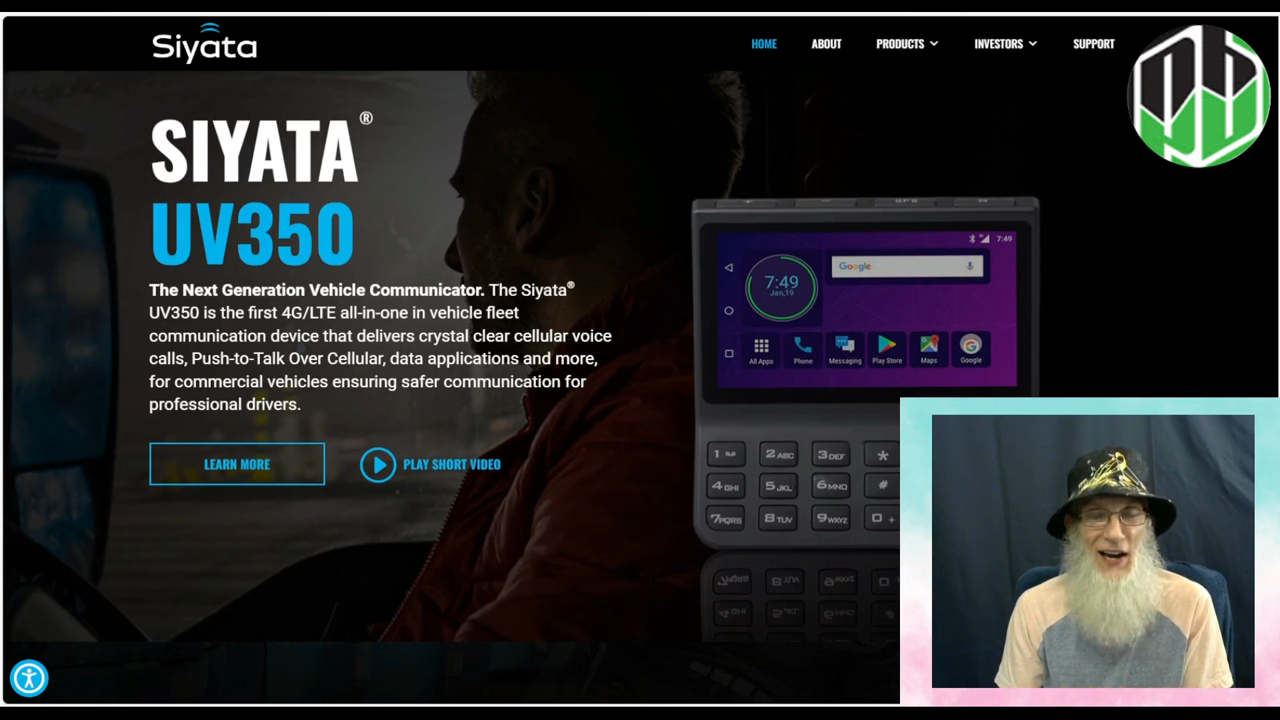 Siyata
HOME
ABOUT
PRODUCTS
INVESTORS
SUPPORT
SIYATA®
UV350
The Next Generation Vehicle Communicator. The Siyata®
UV350 is the first 4G/LTE all-in-one in vehicle fleet
communication device that delivers crystal clear cellular voice
calls, Push-to-Talk Over Cellular, data applications and more,
for commercial vehicles ensuring safer communication for
professional drivers.
LEARN MORE
PLAY SHORT VIDEO
GPS
7:49
7:49
Jan,19
Google
All Apps
Phone
Messaging
Play Store
Maps
Google
1
2 ABC
3 DEF
*
4 GHI
5 JKL
6 MNO
#
7 PQRS
8 TUV
9 WXYZ
0 +